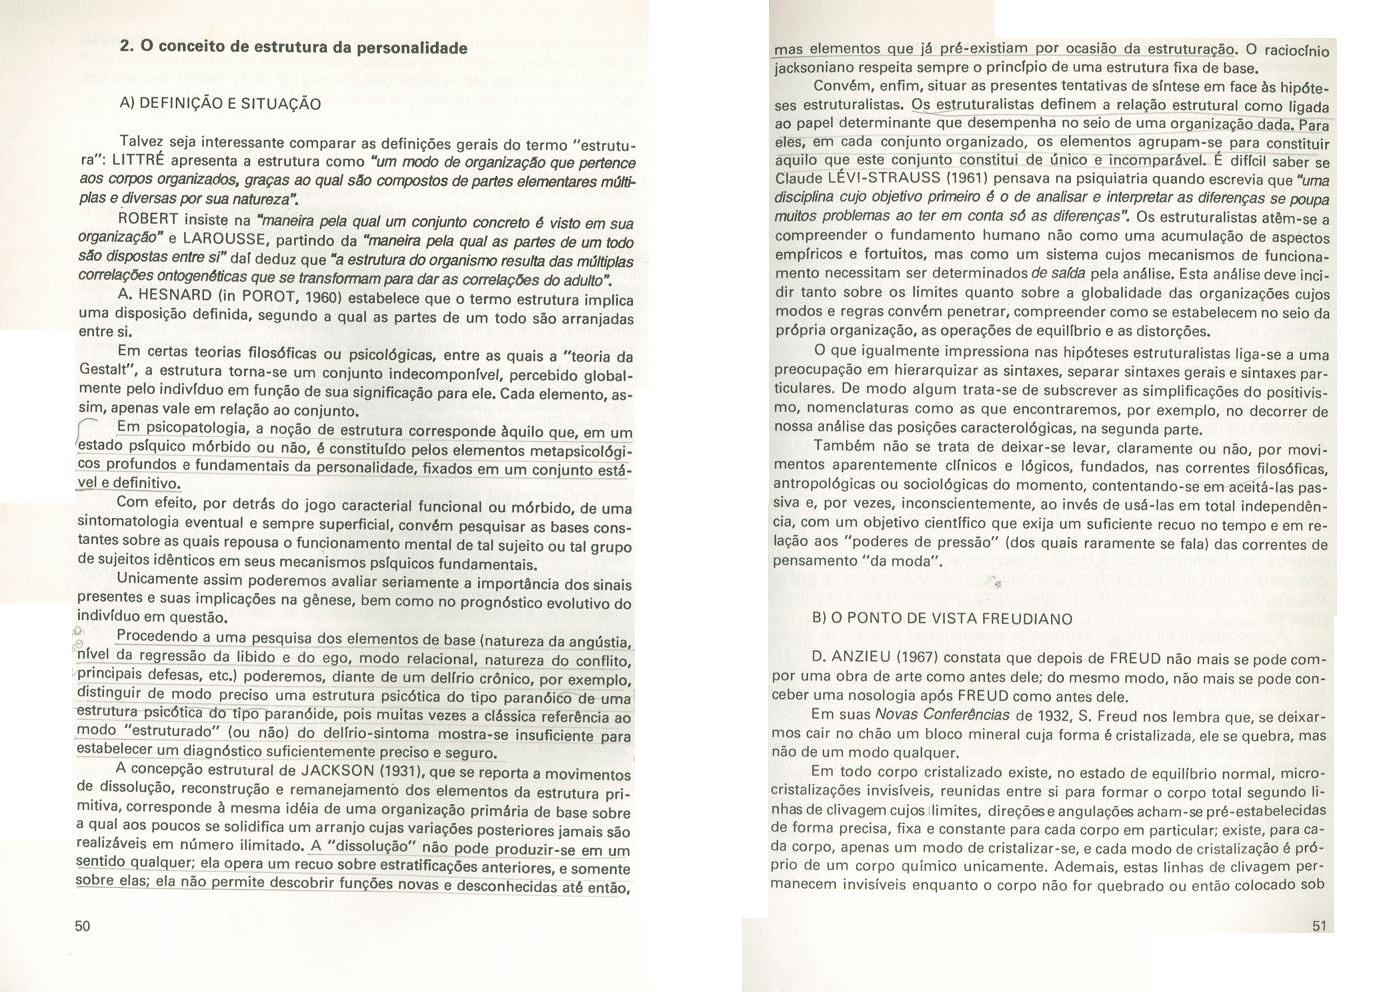 2. O conceito de estrutura da personalidade
A) DEFINIÇÃO E SITUAÇÃO
Talvez seja interessante comparar as definições gerais do termo "estrutu-
ra": LITTRÉ apresenta a estrutura como "um modo de organização que pertence
aos corpos organizados, graças ao qual são compostos de partes elementares múlti-
plas e diversas por sua natureza".
ROBERT insiste na "maneira pela qual um conjunto concreto é visto em sua
organização" e LAROUSSE, partindo da "maneira pela qual as partes de um todo
são dispostas entre si" daí deduz que "a estrutura do organismo resulta das múltiplas
correlações ontogenéticas que se transformam para dar as correlações do adulto".
A. HESNARD (in POROT, 1960) estabelece que o termo estrutura implica
uma disposição definida, segundo a qual as partes de um todo são arranjadas
entre si.
Em certas teorias filosóficas ou psicológicas, entre as quais a "teoria da
Gestalt", a estrutura torna-se um conjunto indecomponível, percebido global-
mente pelo indivíduo em função de sua significação para ele. Cada elemento, as-
sim, apenas vale em relação ao conjunto.
Em psicopatologia, a noção de estrutura corresponde àquilo que, em um
estado psíquico mórbido ou não, é constituído pelos elementos metapsicológi-
cos profundos e fundamentais da personalidade, fixados em um conjunto está-
vel e definitivo.
Com efeito, por detrás do jogo caracterial funcional ou mórbido, de uma
sintomatologia eventual e sempre superficial, convém pesquisar as bases cons-
tantes sobre as quais repousa o funcionamento mental de tal sujeito ou tal grupo
de sujeitos idênticos em seus mecanismos psíquicos fundamentais.
Unicamente assim poderemos avaliar seriamente a importância dos sinais
presentes e suas implicações na gênese, bem como no prognóstico evolutivo do
indivíduo em questão.
Procedendo a uma pesquisa dos elementos de base (natureza da angústia,
nível da regressão da libido e do ego, modo relacional, natureza do conflito,
principais defesas, etc.) poderemos, diante de um delírio crônico, por exemplo,
distinguir de modo preciso uma estrutura psicótica do tipo paranóico de uma
estrutura psicótica do tipo paranóide, pois muitas vezes a clássica referência ao
modo "estruturado" (ou não) do delírio-sintoma mostra-se insuficiente para
estabelecer um diagnóstico suficientemente preciso e seguro.
A concepção estrutural de JACKSON (1931), que se reporta a movimentos
de dissolução, reconstrução e remanejamento dos elementos da estrutura pri-
mitiva, corresponde à mesma idéia de uma organização primária de base sobre
a qual aos poucos se solidifica um arranjo cujas variações posteriores jamais são
realizáveis em número ilimitado. A "dissolução" não pode produzir-se em um
sentido qualquer; ela opera um recuo sobre estratificações anteriores, e somente
sobre elas; ela não permite descobrir funções novas e desconhecidas até então,
50
mas elementos que já pré-existiam por ocasião da estruturação. O raciocínio
jacksoniano respeita sempre o princípio de uma estrutura fixa de base.
Convém, enfim, situar as presentes tentativas de síntese em face às hipóte-
ses estruturalistas. Os estruturalistas definem a relação estrutural como ligada
ao papel determinante que desempenha no seio de uma organização dada. Para
eles, em cada conjunto organizado, os elementos agrupam-se para constituir
aquilo que este conjunto constitui de único e incomparável. É difícil saber se
Claude LÉVI-STRAUSS (1961) pensava na psiquiatria quando escrevia que "uma
disciplina cujo objetivo primeiro é o de analisar e interpretar as diferenças se poupa
muitos problemas ao ter em conta só as diferenças". Os estruturalistas atêm-se a
compreender o fundamento humano não como uma acumulação de aspectos
empíricos e fortuitos, mas como um sistema cujos mecanismos de funciona-
mento necessitam ser determinados de saída pela análise. Esta análise deve inci-
dir tanto sobre os limites quanto sobre a globalidade das organizações cujos
modos e regras convém penetrar, compreender como se estabelecem no seio da
própria organização, as operações de equilíbrio e as distorções.
O que igualmente impressiona nas hipóteses estruturalistas liga-se a uma
preocupação em hierarquizar as sintaxes, separar sintaxes gerais e sintaxes par-
ticulares. De modo algum trata-se de subscrever as simplificações do positivis-
mo, nomenclaturas como as que encontraremos, por exemplo, no decorrer de
nossa análise das posições caracterológicas, na segunda parte.
Também não se trata de deixar-se levar, claramente ou não, por movi-
mentos aparentemente clínicos e lógicos, fundados, nas correntes filosóficas,
antropológicas ou sociológicas do momento, contentando-se em aceitá-las pas-
siva e, por vezes, inconscientemente, ao invés de usá-las em total independên-
cia, com um objetivo científico que exija um suficiente recuo no tempo e em re-
lação aos "poderes de pressão" (dos quais raramente se fala) das correntes de
pensamento "da moda".
B) O PONTO DE VISTA FREUDIANO
D. ANZIEU (1967) constata que depois de FREUD não mais se pode com-
por uma obra de arte como antes dele; do mesmo modo, não mais se pode con-
ceber uma nosologia após FREUD como antes dele.
Em suas Novas Conferências de 1932, S. Freud nos lembra que, se deixar-
mos cair no chão um bloco mineral cuja forma é cristalizada, ele se quebra, mas
não de um modo qualquer.
Em todo corpo cristalizado existe, no estado de equilíbrio normal, micro-
cristalizações invisíveis, reunidas entre si para formar o corpo total segundo li-
nhas de clivagem cujos limites, direções e angulações acham-se pré-estabelecidas
de forma precisa, fixa e constante para cada corpo em particular; existe, para ca-
da corpo, apenas um modo de cristalizar-se, e cada modo de cristalização é pró-
prio de um corpo químico unicamente. Ademais, estas linhas de clivagem per-
manecem invisíveis enquanto o corpo não for quebrado ou então colocado sob
51